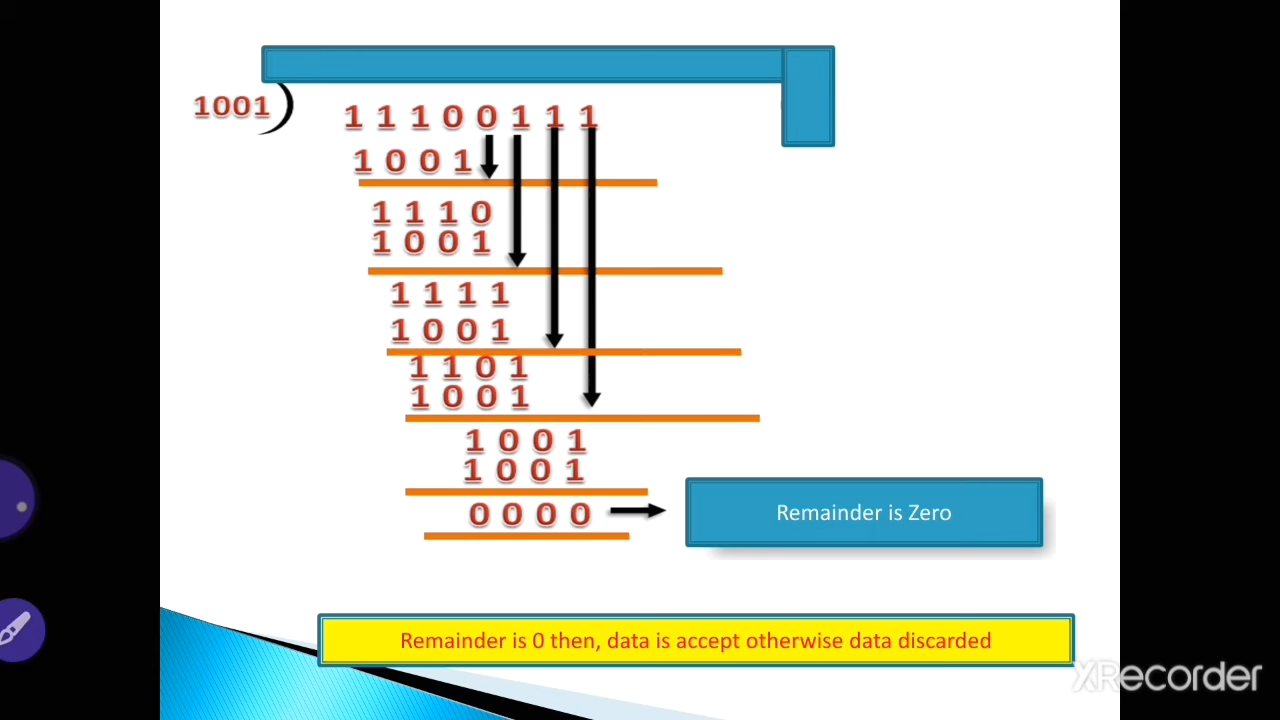 1001
1 1 1 0 0 1 1 1
1 0 0 1
1 1 1 0
1 0 0 1
1 1 1 1
1 0 0 1
1 1 0 1
1 0 0 1
1 0 0 1
1 0 0 1
0 0 0 0
Remainder is Zero
Remainder is 0 then, data is accept otherwise data discarded
XRecorder